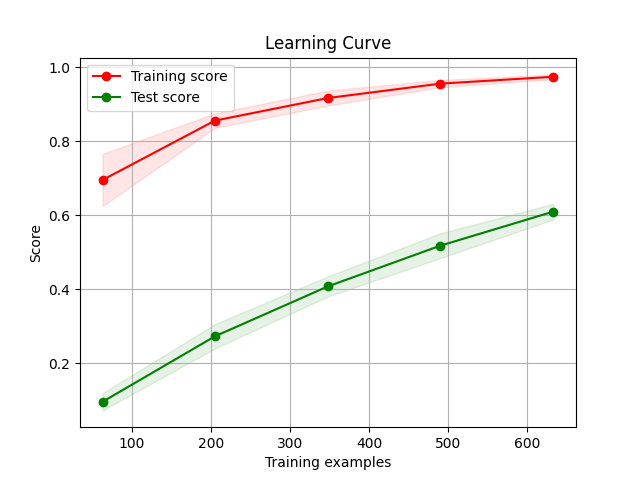 Learning Curve
1.0
Training score
Test score
0.8
0.6
Score
0.4
0.2
100 200 300 400 500 600
Training examples